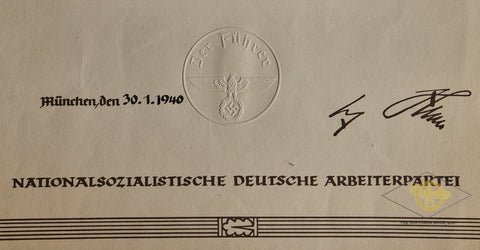 Der Führer
München, den 30.1.1940
NATIONALSOZIALISTISCHE DEUTSCHE ARBEITERPARTEI